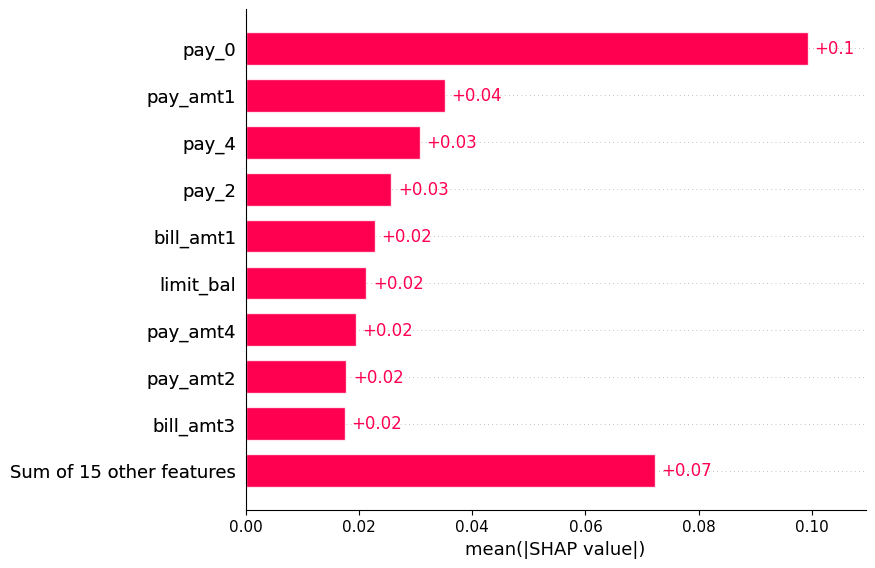 pay_0 +0.1
pay_amt1 +0.04
pay_4 +0.03
pay_2 +0.03
bill_amt1 +0.02
limit_bal +0.02
pay_amt4 +0.02
pay_amt2 +0.02
bill_amt3 +0.02
Sum of 15 other features +0.07
0.00 0.02 0.04 0.06 0.08 0.10
mean(|SHAP value|)